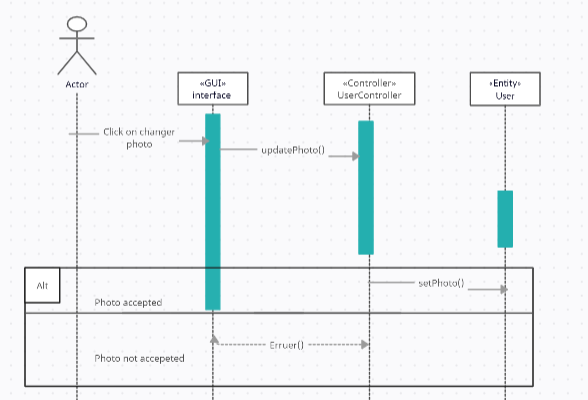 Actor
«GUI»
interface
«Controller»
UserController
«Entity»
User
Click on changer
photo
updatePhoto()
Alt
setPhoto()
Photo accepted
Erruer()
Photo not accepeted